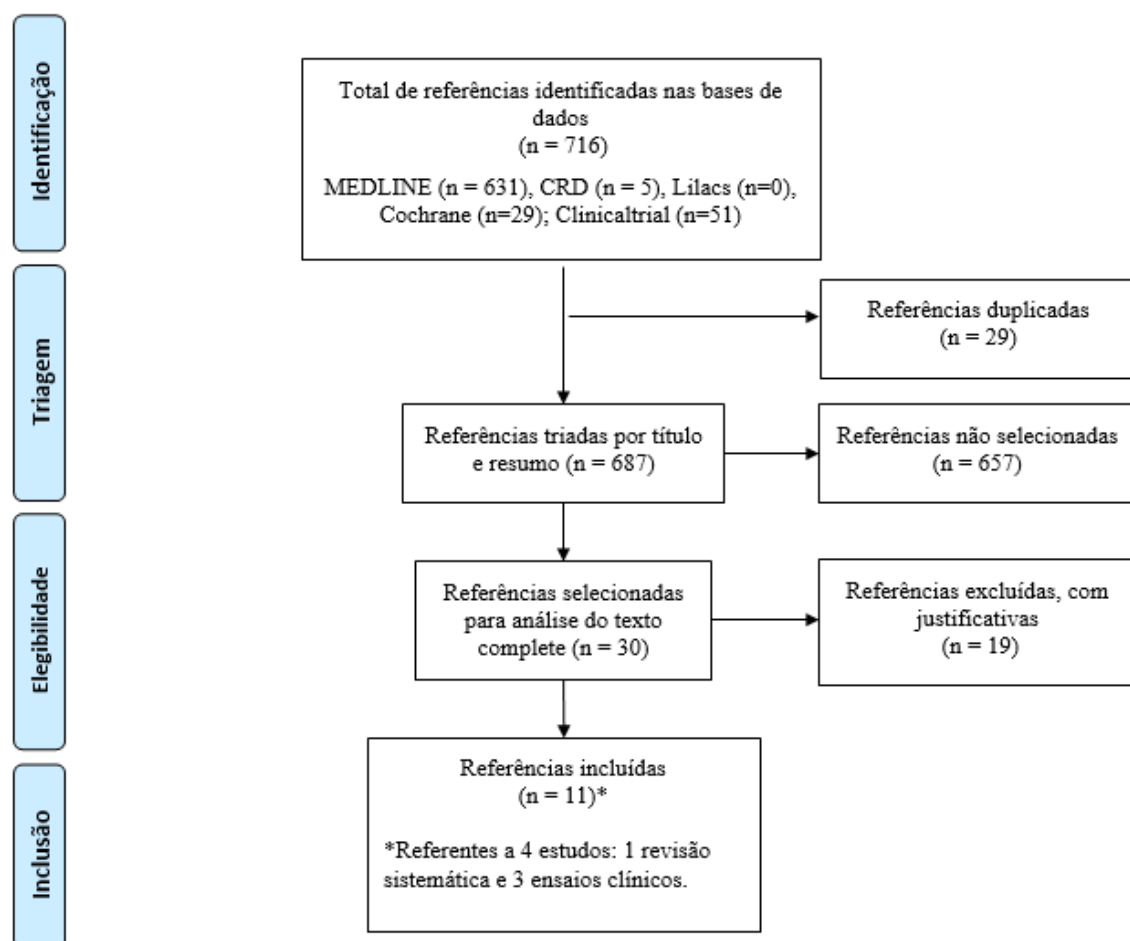 Identificação
Total de referências identificadas nas bases de
dados
(n = 716)
MEDLINE (n = 631), CRD (n = 5), Lilacs (n=0),
Cochrane (n=29); Clinicaltrial (n=51)
Triagem
Referências duplicadas
(n = 29)
Referências triadas por título
e resumo (n = 687)
Referências não selecionadas
(n = 657)
Elegibilidade
Referências selecionadas
para análise do texto
complete (n = 30)
Referências excluídas, com
justificativas
(n = 19)
Inclusão
Referências incluídas
(n = 11)*
*Referentes a 4 estudos: 1 revisão
sistemática e 3 ensaios clínicos.